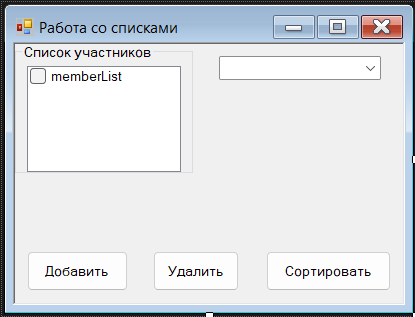 Работа со списками
Список участников
memberList
Добавить
Удалить
Сортировать